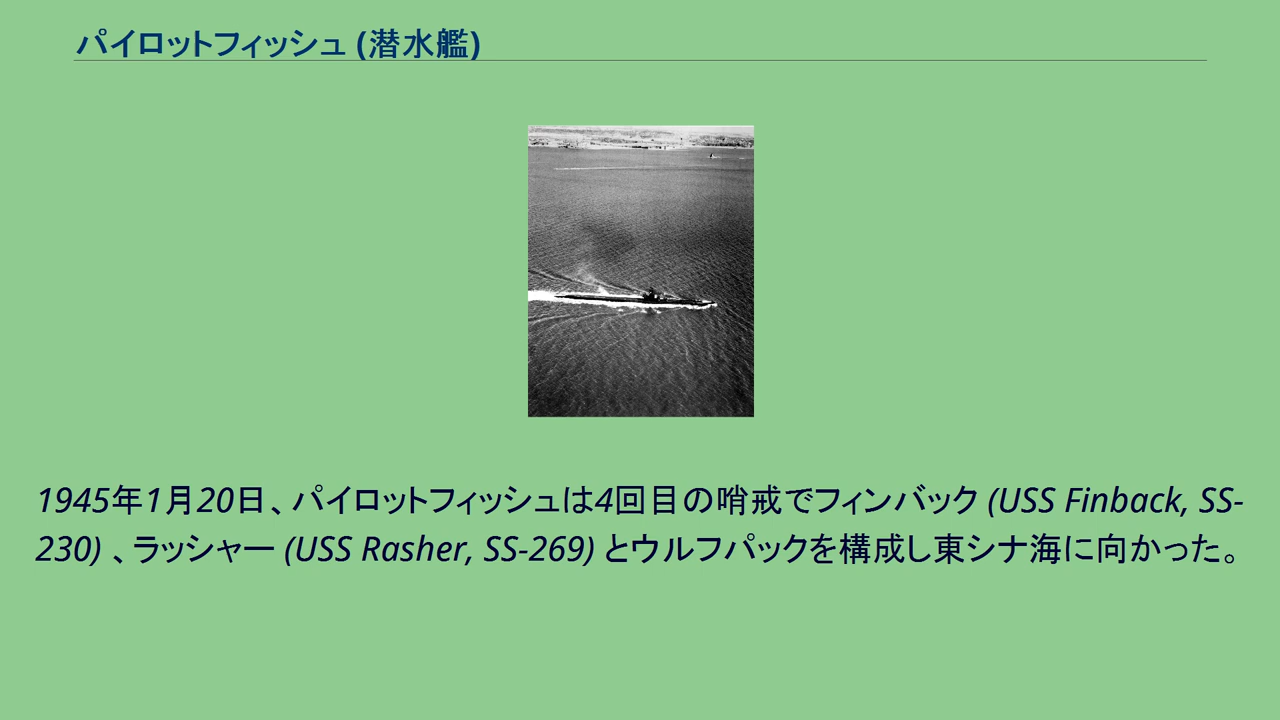 パイロットフィッシュ (潜水艦)
1945年1月20日、パイロットフィッシュは4回目の哨戒でフィンバック (USS Finback, SS-
230) 、ラッシャー (USS Rasher, SS-269) とウルフパックを構成し東シナ海に向かった。